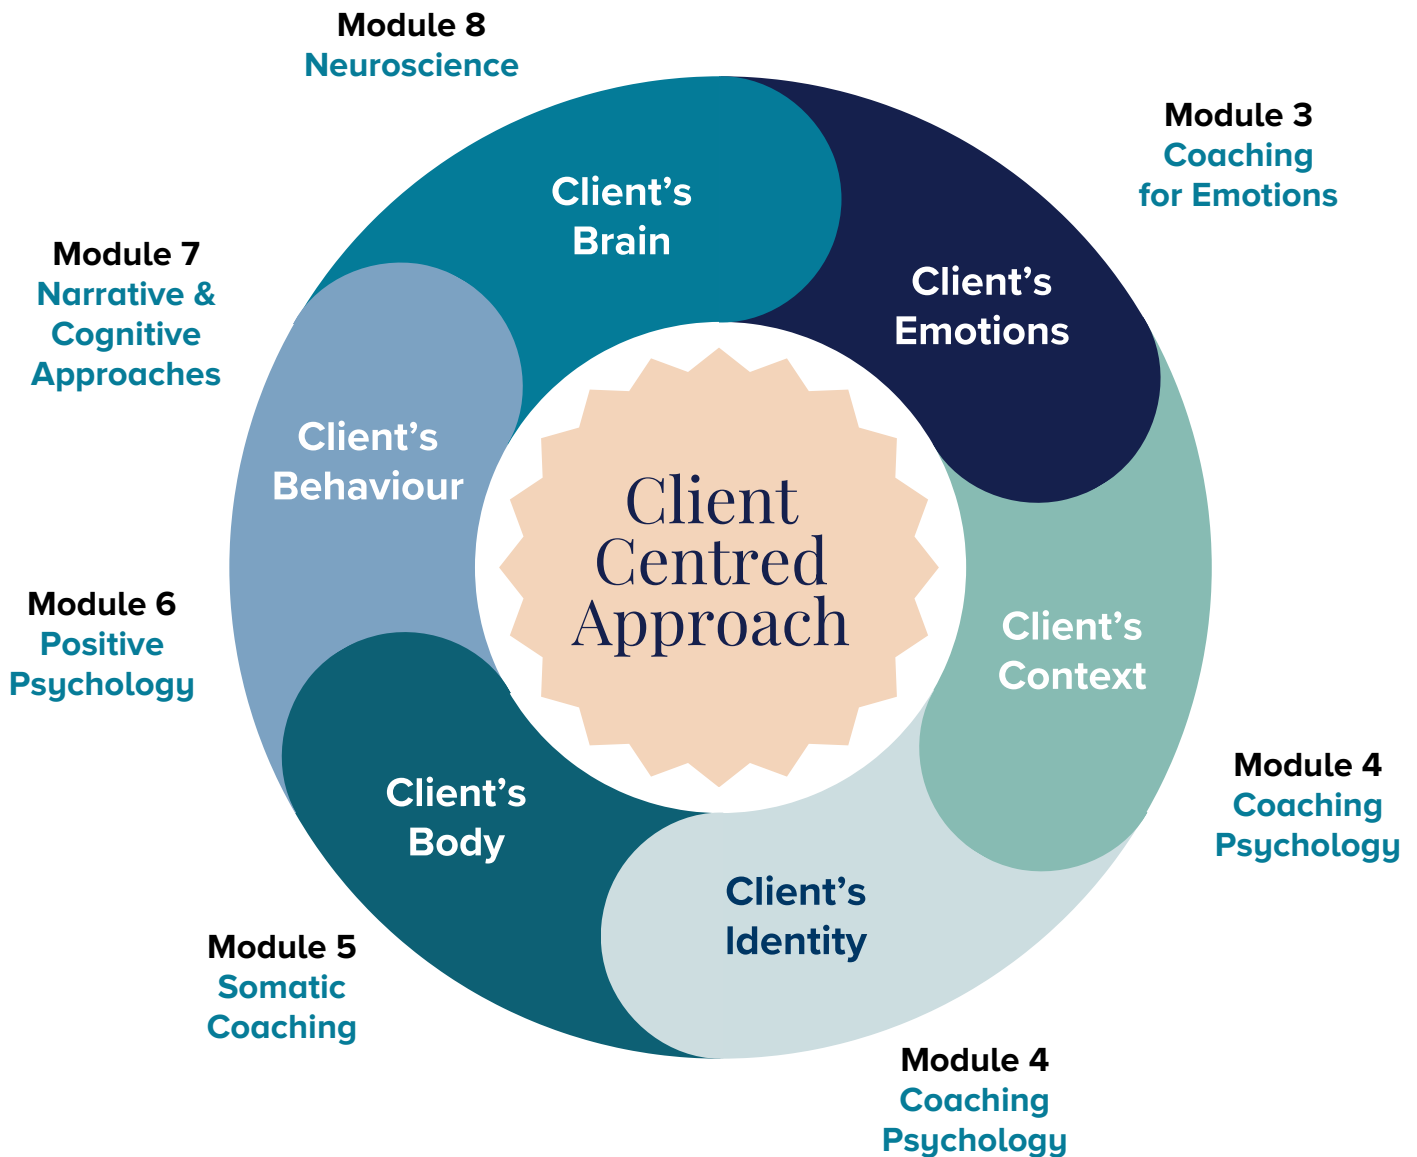 Module 8
Neuroscience
Module 3
Coaching
for Emotions
Client's
Brain
Client's
Emotions
Module 7
Narrative &
Cognitive
Approaches
Client's
Behaviour
Client
Centred
Approach
Module 6
Positive
Psychology
Client's
Context
Client's
Body
Module 4
Coaching
Psychology
Client's
Identity
Module 5
Somatic
Coaching
Module 4
Coaching
Psychology